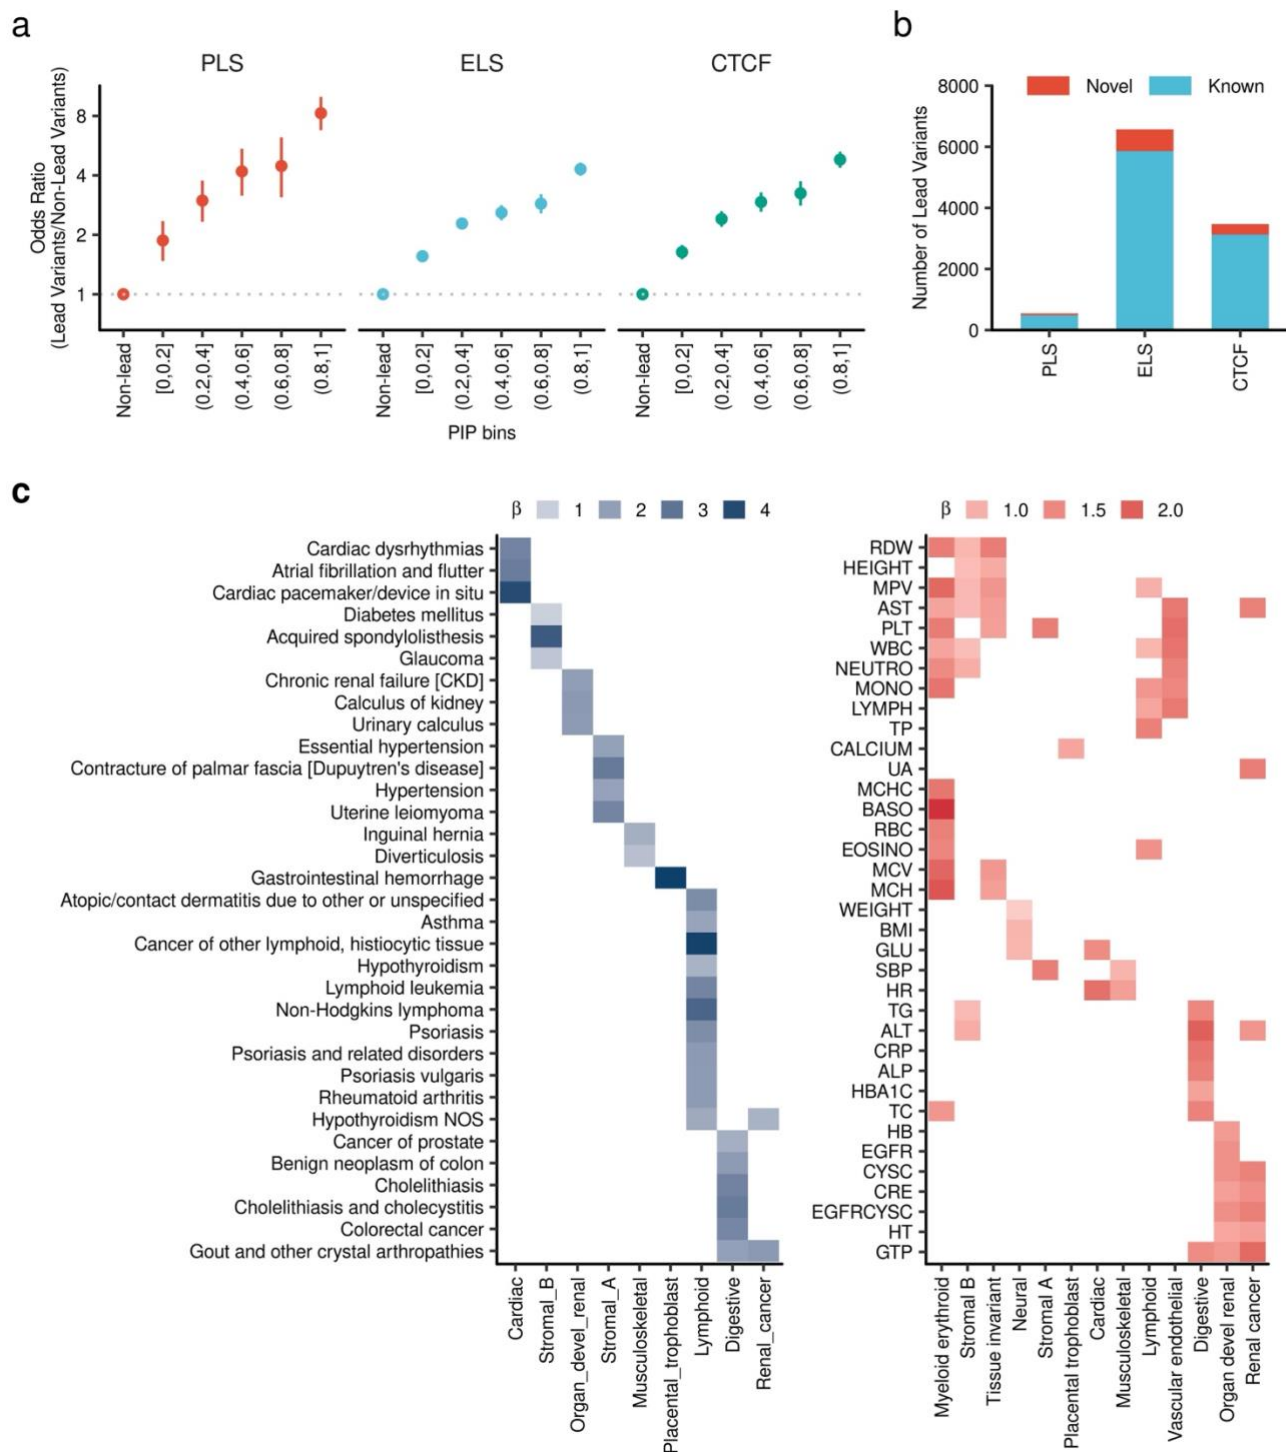 a
PLS
ELS
CTCF
Odds Ratio
(Lead Variants/Non-Lead Variants)
8
4
2
1
Non-lead
[0,0.2]
(0.2,0.4]
(0.4,0.6]
(0.6,0.8]
(0.8,1]
Non-lead
[0,0.2]
(0.2,0.4]
(0.4,0.6]
(0.6,0.8]
(0.8,1]
Non-lead
[0,0.2]
(0.2,0.4]
(0.4,0.6]
(0.6,0.8]
(0.8,1]
PIP bins
b
Novel
Known
Number of Lead Variants
8000
6000
4000
2000
0
PLS
ELS
CTCF
c
β 1 2 3 4
Cardiac dysrhythmias
Atrial fibrillation and flutter
Cardiac pacemaker/device in situ
Diabetes mellitus
Acquired spondylolisthesis
Glaucoma
Chronic renal failure [CKD]
Calculus of kidney
Urinary calculus
Essential hypertension
Contracture of palmar fascia [Dupuytren's disease]
Hypertension
Uterine leiomyoma
Inguinal hernia
Diverticulosis
Gastrointestinal hemorrhage
Atopic/contact dermatitis due to other or unspecified
Asthma
Cancer of other lymphoid, histiocytic tissue
Hypothyroidism
Lymphoid leukemia
Non-Hodgkins lymphoma
Psoriasis
Psoriasis and related disorders
Psoriasis vulgaris
Rheumatoid arthritis
Hypothyroidism NOS
Cancer of prostate
Benign neoplasm of colon
Cholelithiasis
Cholelithiasis and cholecystitis
Colorectal cancer
Gout and other crystal arthropathies
Cardiac
Stromal_B
Organ_devel_renal
Stromal_A
Musculoskeletal
Placental_trophoblast
Lymphoid
Digestive
Renal_cancer
β 1.0 1.5 2.0
RDW
HEIGHT
MPV
AST
PLT
WBC
NEUTRO
MONO
LYMPH
TP
CALCIUM
UA
MCHC
BASO
RBC
EOSINO
MCV
MCH
WEIGHT
BMI
GLU
SBP
HR
TG
ALT
CRP
ALP
HBA1C
TC
HB
EGFR
CYSC
CRE
EGFRCYSC
HT
GTP
Myeloid erythroid
Stromal B
Tissue invariant
Neural
Stromal A
Placental trophoblast
Cardiac
Musculoskeletal
Lymphoid
Vascular endothelial
Digestive
Organ devel renal
Renal cancer